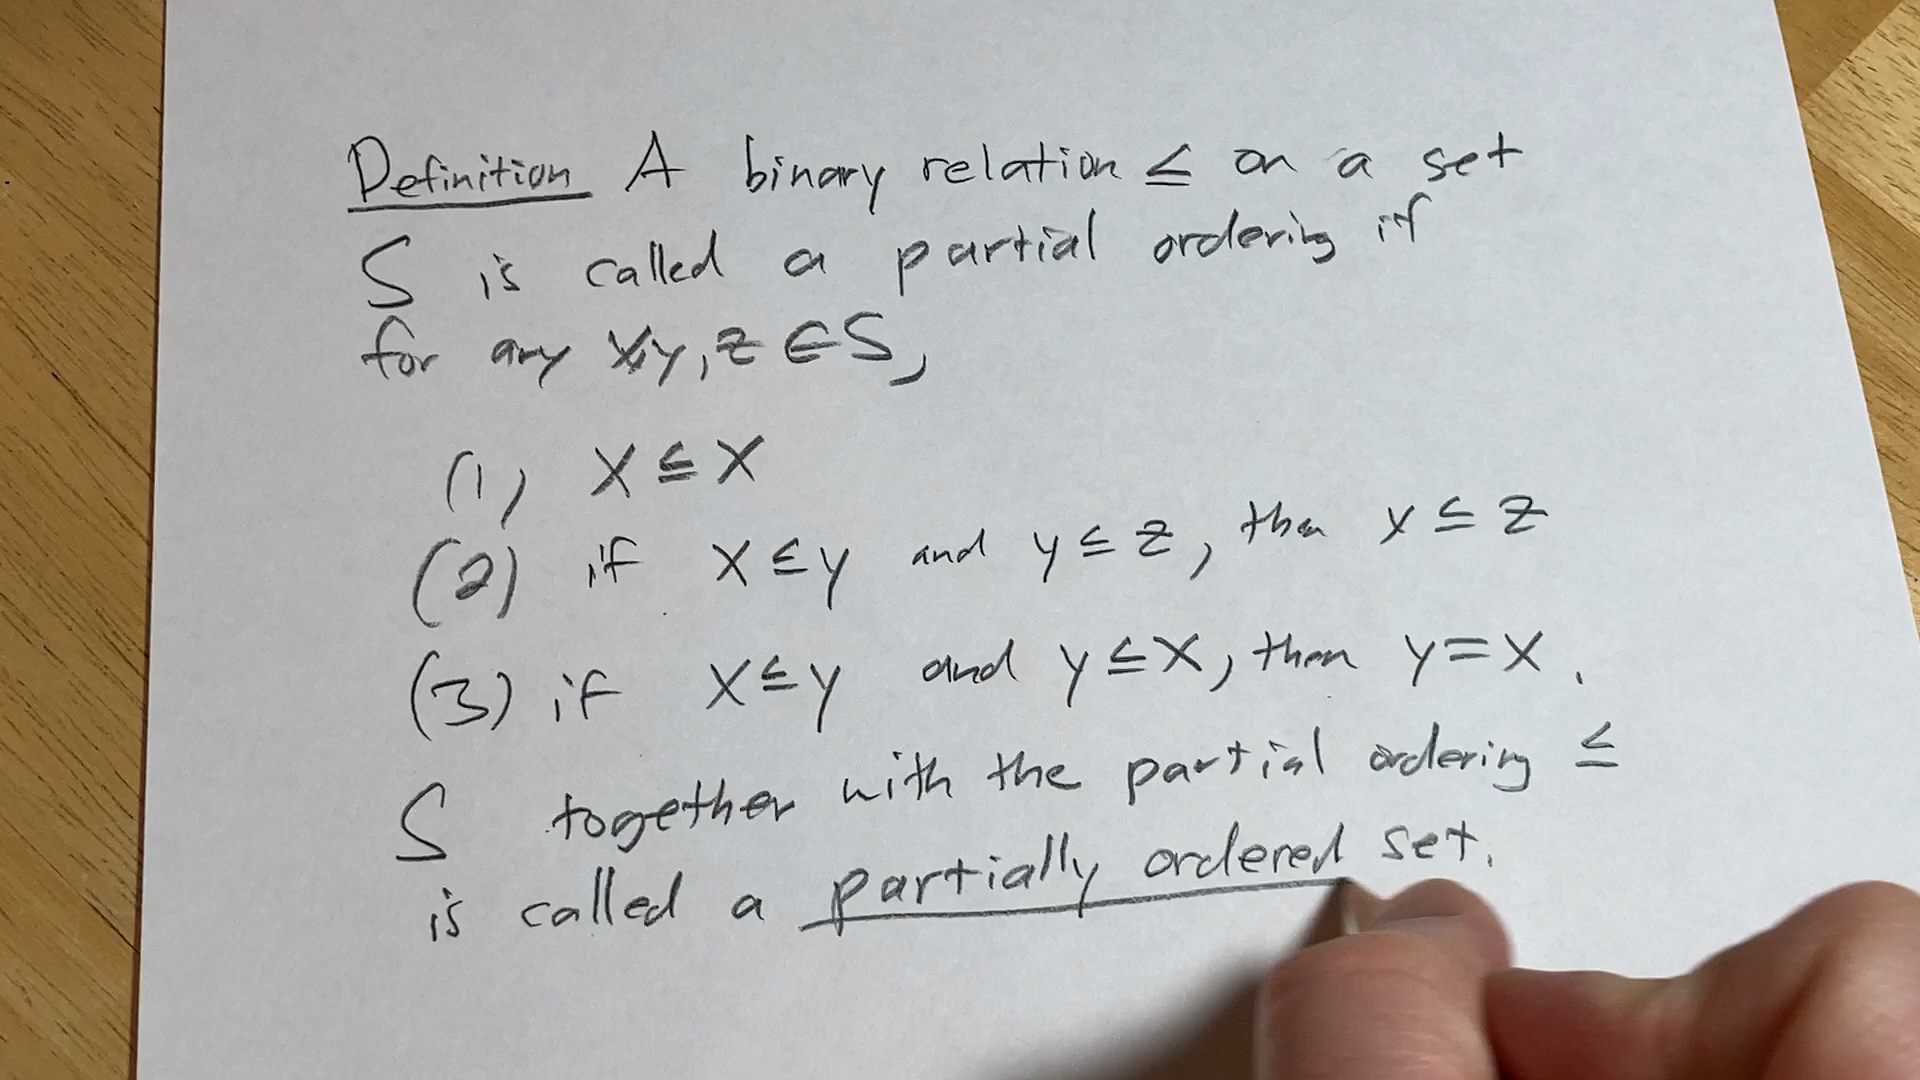 Definition A binary relation ≤ on a set
S is called a partial ordering if
for any x,y,z ∈ S,
(1) x ≤ x
(2) if x ≤ y and y ≤ z, then x ≤ z
(3) if x ≤ y and y ≤ x, then y = x.
S together with the partial ordering ≤
is called a partially ordered set.